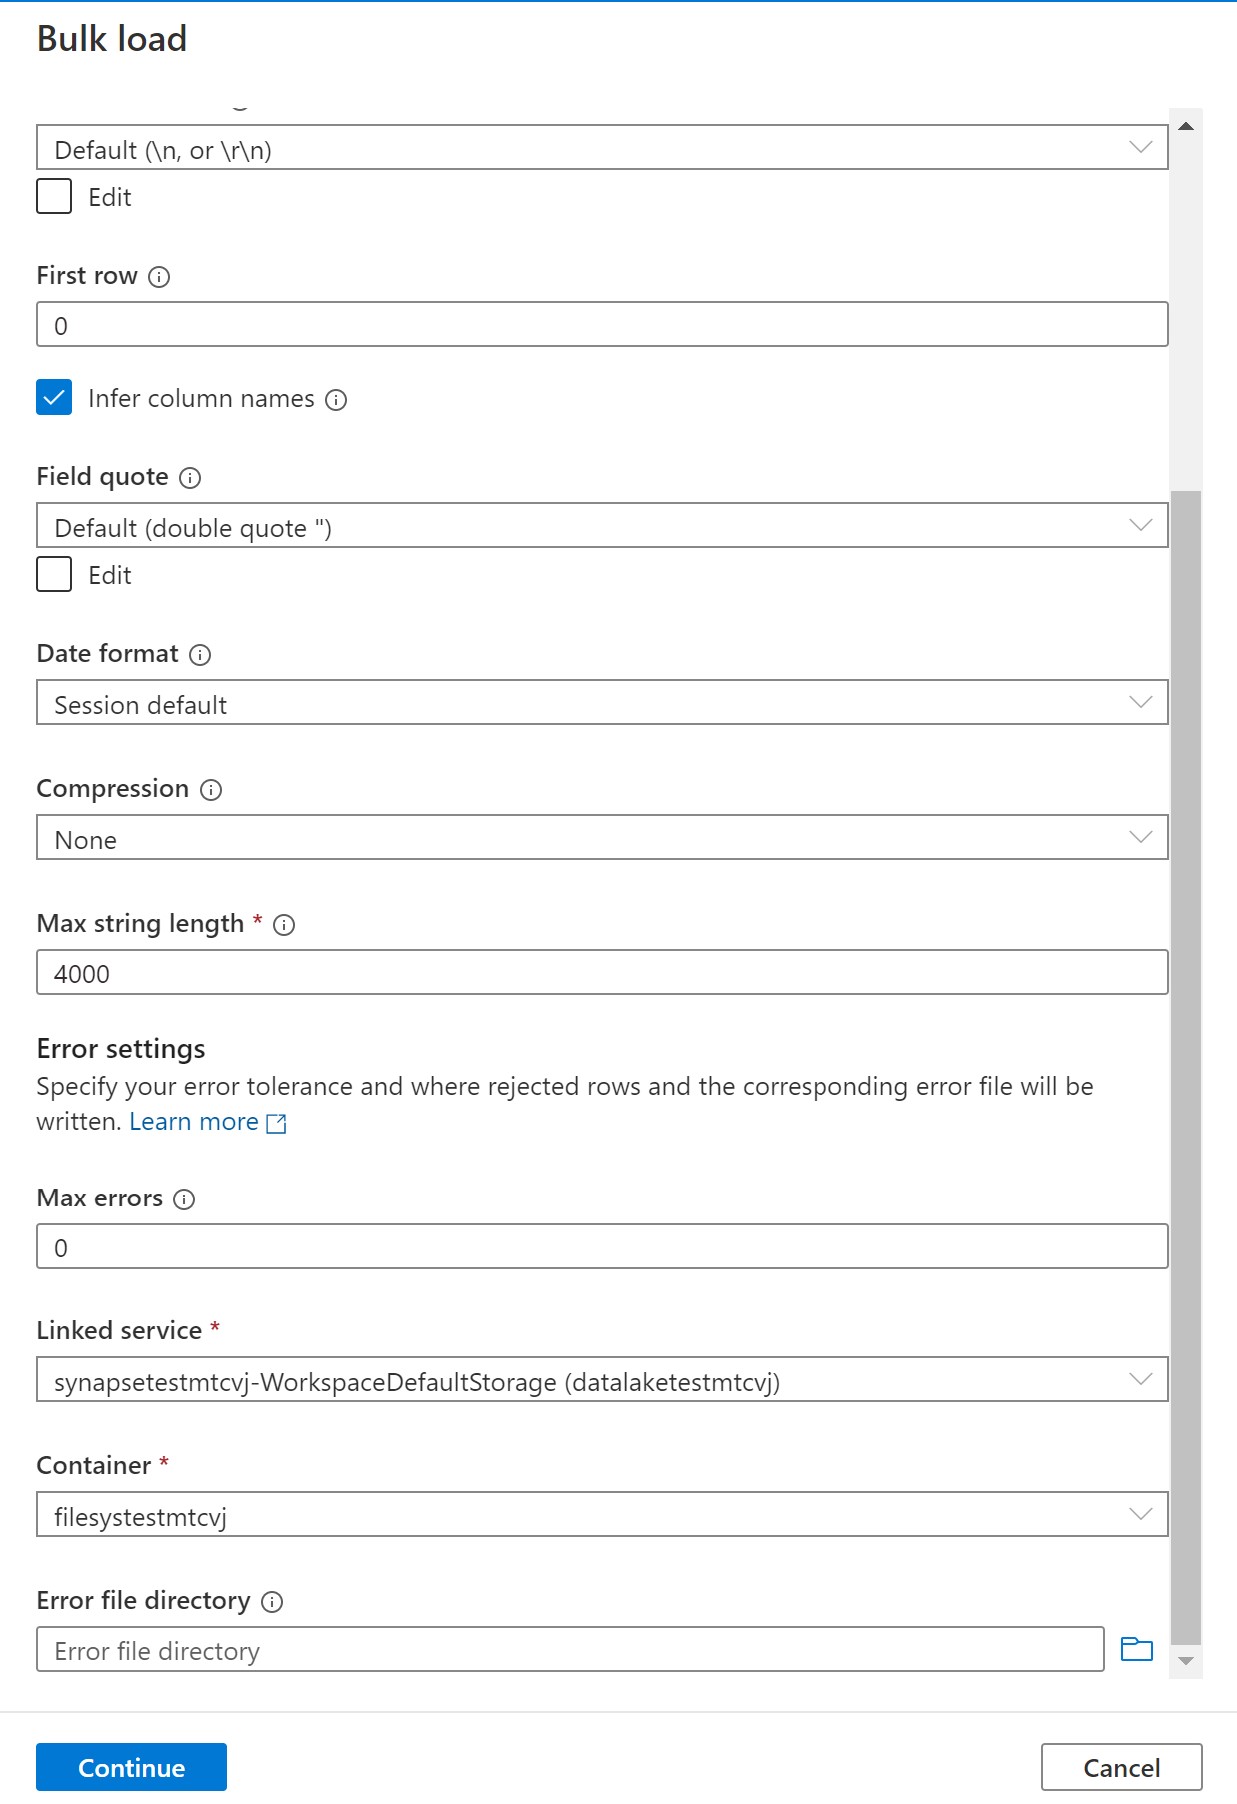 Bulk load
Default (\n, or \r\n)
Edit
First row
0
Infer column names
Field quote
Default (double quote ")
Edit
Date format
Session default
Compression
None
Max string length *
4000
Error settings
Specify your error tolerance and where rejected rows and the corresponding error file will be
written. Learn more
Max errors
0
Linked service *
synapsetestmtcvj-WorkspaceDefaultStorage (datalaketestmtcvj)
Container *
filesystestmtcvj
Error file directory
Error file directory
Continue
Cancel